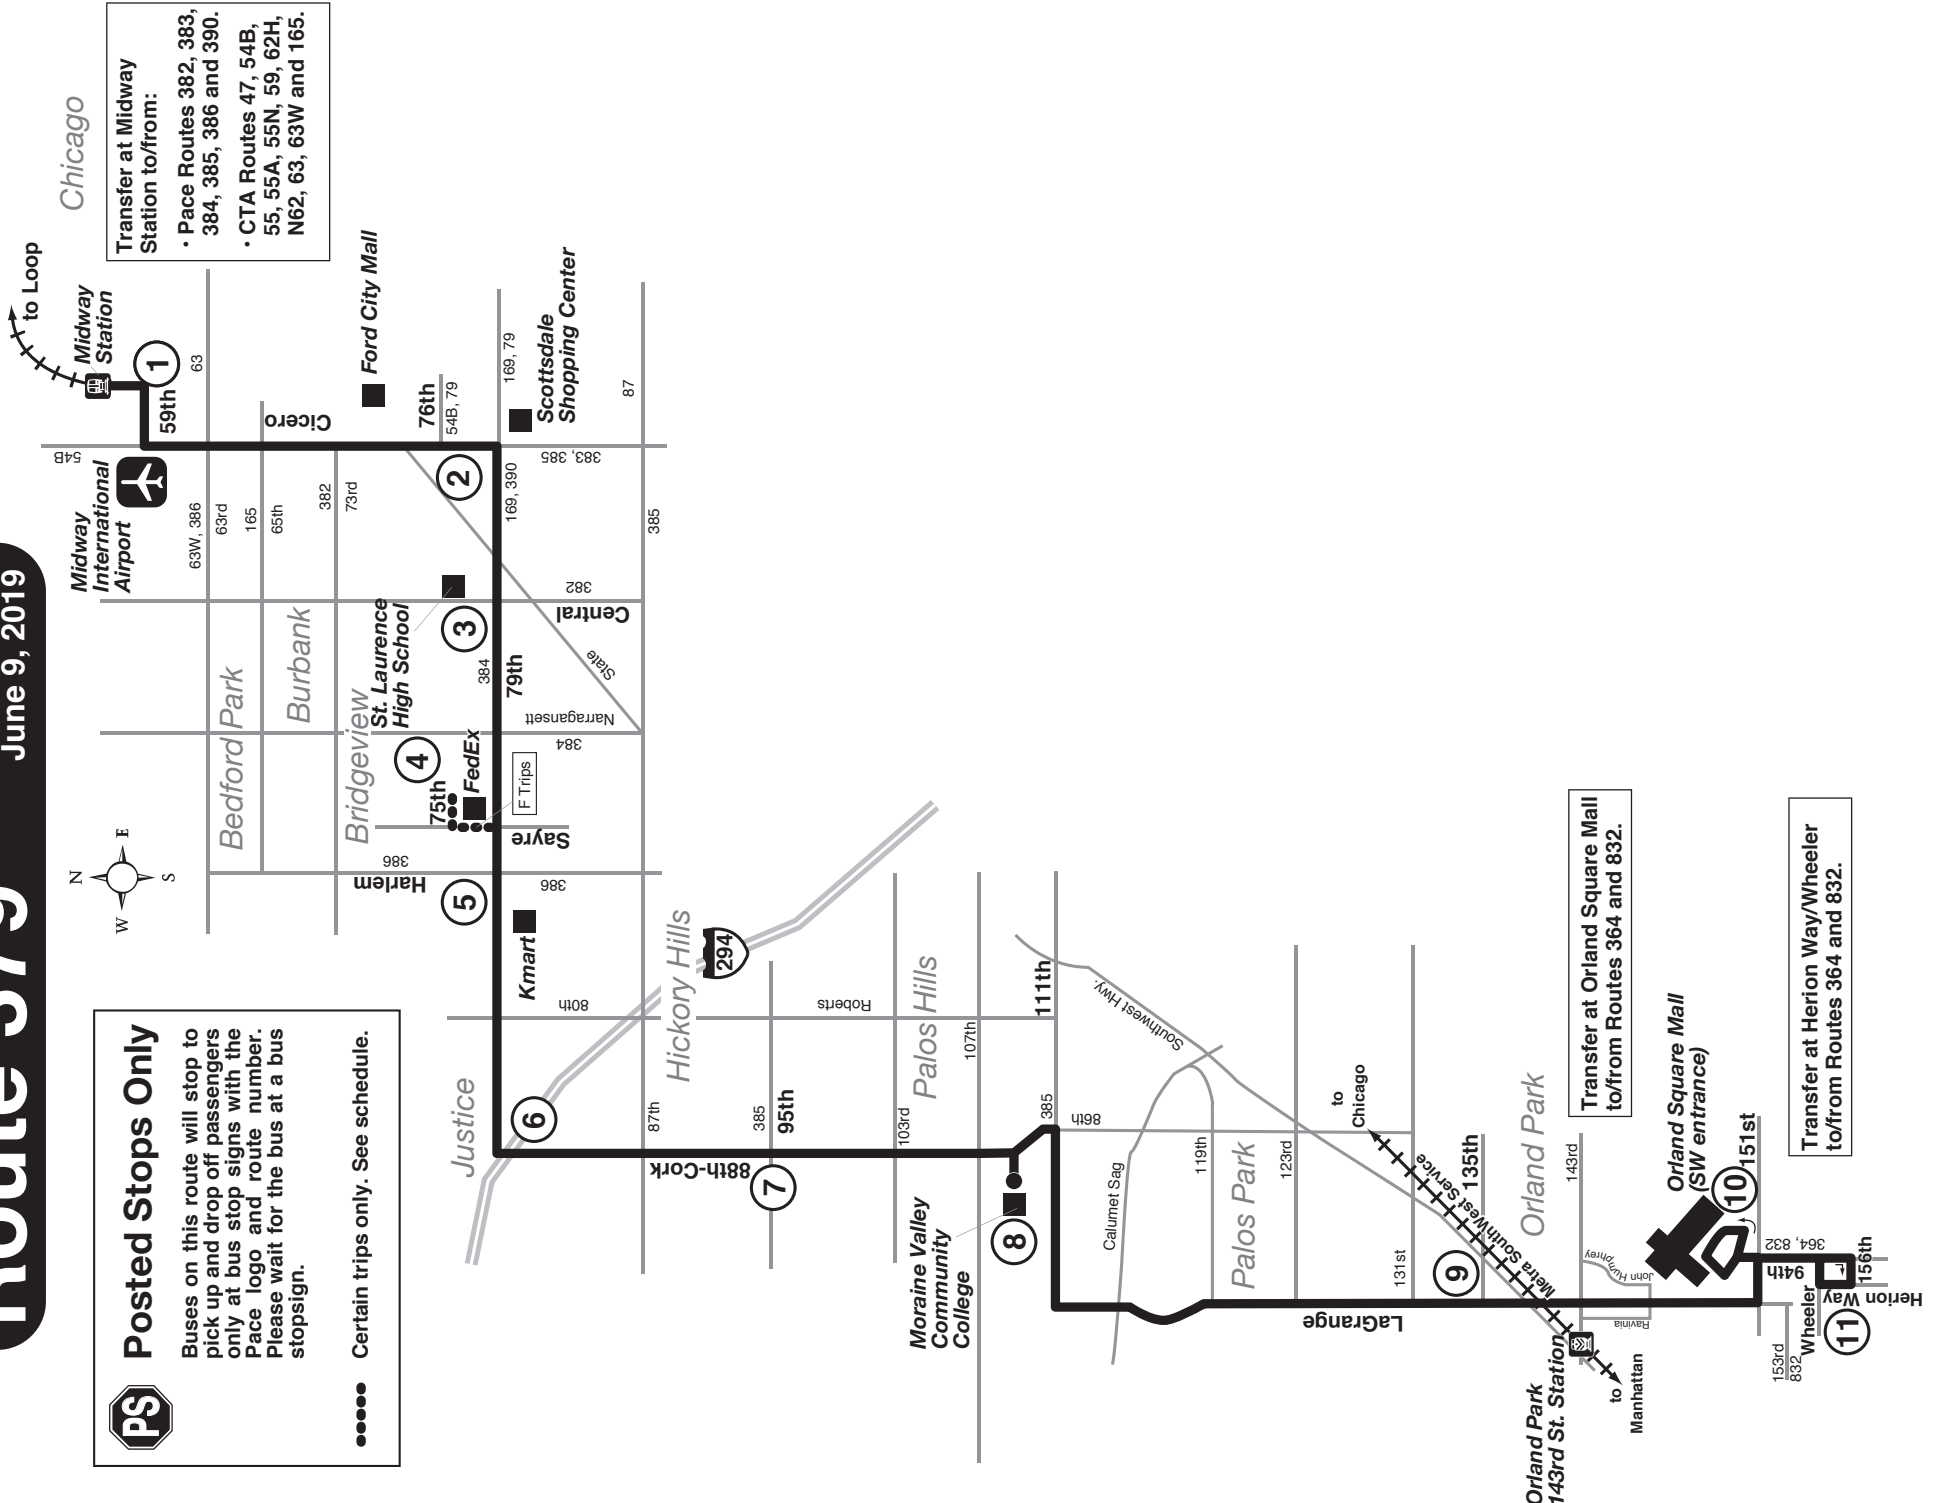 Route 379
June 9, 2019
PS
Posted Stops Only
Buses on this route will stop to
pick up and drop off passengers
only at bus stop signs with the
Pace logo and route number.
Please wait for the bus at a bus
stopsign.
Certain trips only. See schedule.
N
W
E
S
Chicago
Transfer at Midway
Station to/from:
• Pace Routes 382, 383,
384, 385, 386 and 390.
• CTA Routes 47, 54B,
55, 55A, 55N, 59, 62H,
N62, 63, 63W and 165.
to Loop
Midway
Station
1
59th
54B
Midway
International
Airport
63
63W, 386
63rd
165
65th
Cicero
382
73rd
Ford City Mall
76th
54B, 79
2
169, 79
169, 390
Scottsdale
Shopping Center
383, 385
87
385
Bedford Park
Burbank
Bridgeview
St. Laurence
High School
3
382
Central
State
384
79th
Narragansett
384
4
75th
FedEx
F Trips
Sayre
386
Harlem
5
386
Kmart
Justice
6
80th
Hickory Hills
294
87th
385
95th
88th-Cork
7
Roberts
103rd
Palos Hills
107th
111th
385
86th
Moraine Valley
Community
College
8
Southwest Hwy.
Calumet Sag
119th
Palos Park
123rd
LaGrange
131st
to
Chicago
Metra SouthWest Service
135th
9
Orland Park
143rd
Orland Park
143rd St. Station
to
Manhattan
John Humphrey
Ravinia
Transfer at Orland Square Mall
to/from Routes 364 and 832.
Orland Square Mall
(SW entrance)
10
151st
364, 832
94th
153rd
832
Wheeler
11
Herion Way
156th
Transfer at Herion Way/Wheeler
to/from Routes 364 and 832.